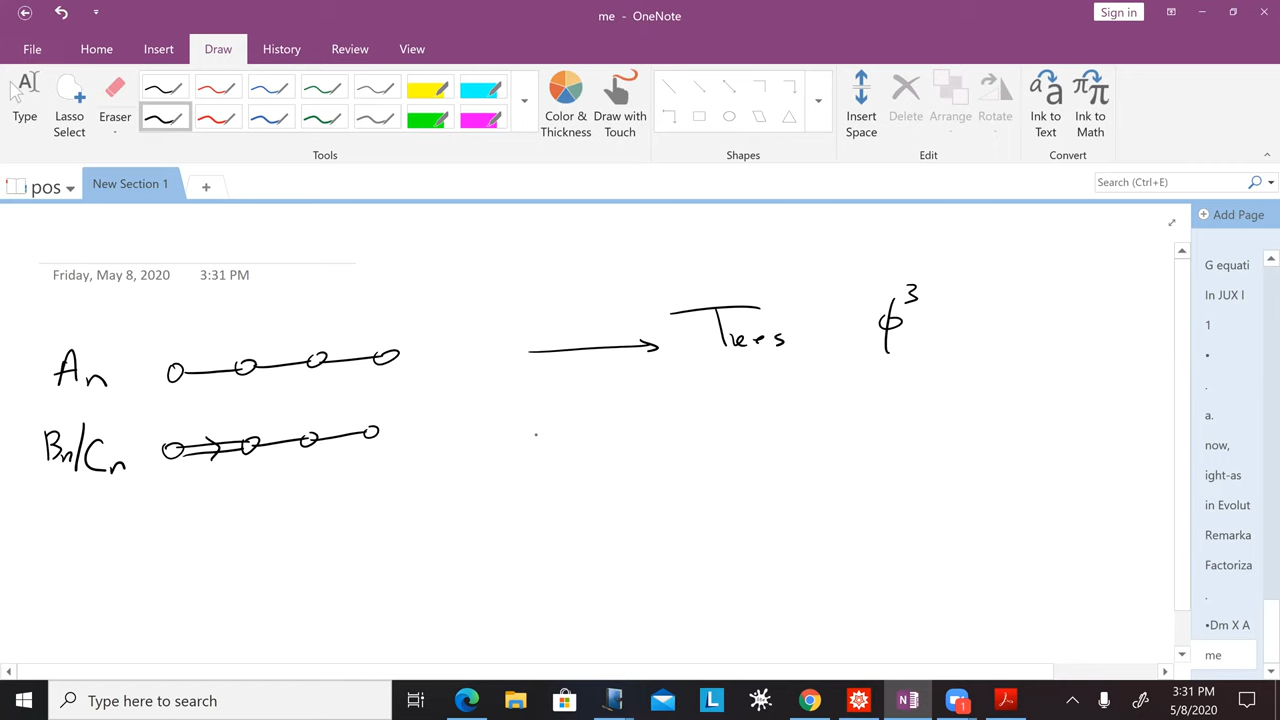 me - OneNote
Sign in
File Home Insert Draw History Review View
Type
Lasso Select
Eraser
Color & Thickness
Draw with Touch
Insert Space
Delete
Arrange
Rotate
Ink to Text
Ink to Math
Tools
Shapes
Edit
Convert
pos
New Section 1
+
Search (Ctrl+E)
Add Page
Friday, May 8, 2020 3:31 PM
G equati
In JUX l
1
•
.
a.
now,
ight-as
in Evolut
Remarka
Factoriza
.
•Dm X A
me
Trees ϕ³
Aₙ
Bₙ/Cₙ
Type here to search
1
3:31 PM
5/8/2020